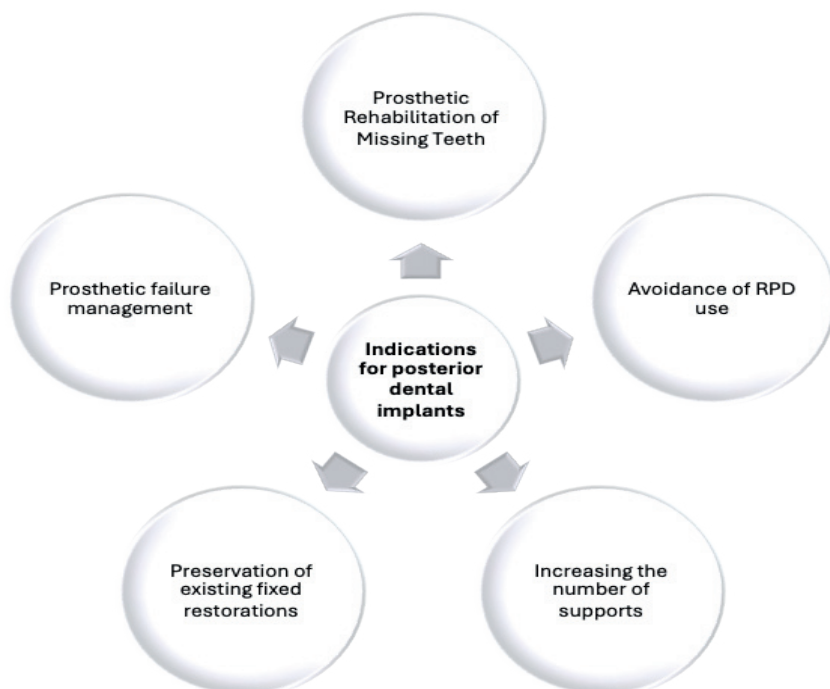 Prosthetic
Rehabilitation of
Missing Teeth
Prosthetic failure
management
Avoidance of RPD
use
Indications
for posterior
dental
implants
Preservation of
existing fixed
restorations
Increasing the
number of
supports